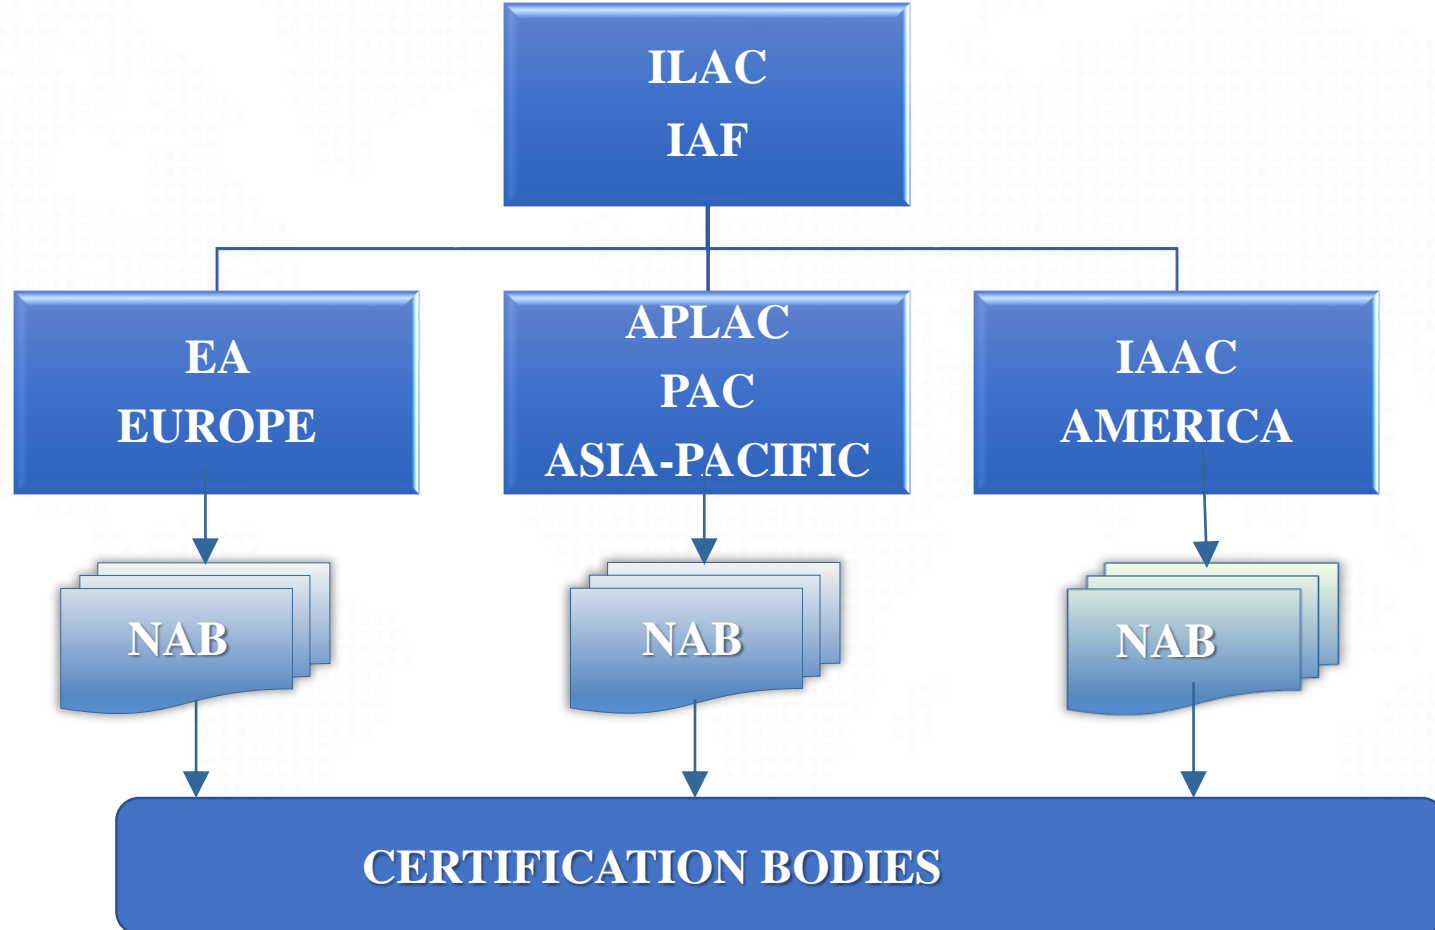 ILAC
IAF
EA
EUROPE
APLAC
PAC
ASIA-PACIFIC
IAAC
AMERICA
NAB
NAB
NAB
CERTIFICATION BODIES